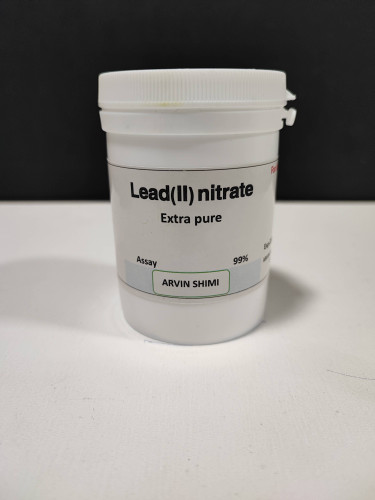 Lead(II) nitrate
Extra pure
Assay 99%
ARVIN SHIMI